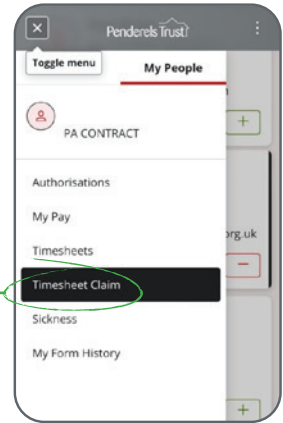 Penderels Trust
Toggle menu
My People
PA CONTRACT
Authorisations
My Pay
Timesheets
org.uk
Timesheet Claim
Sickness
My Form History